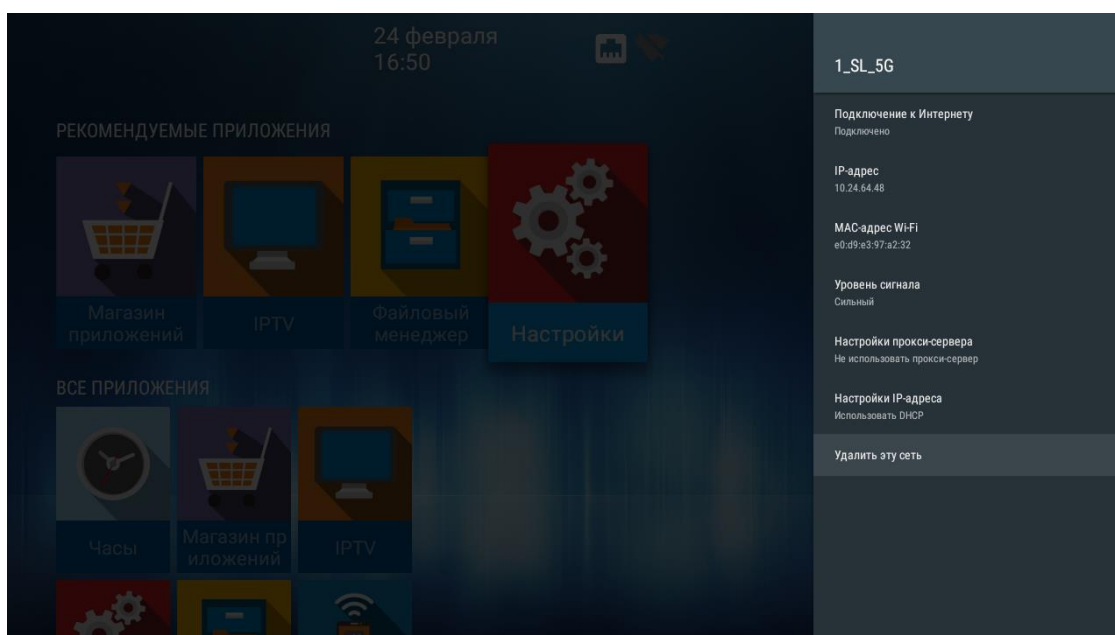 24 февраля
16:50
РЕКОМЕНДУЕМЫЕ ПРИЛОЖЕНИЯ
Магазин
приложений
IPTV
Файловый
менеджер
Настройки
ВСЕ ПРИЛОЖЕНИЯ
Часы
Магазин пр
иложений
IPTV
1_SL_5G
Подключение к Интернету
Подключено
IP-адрес
10.24.64.48
MAC-адрес Wi-Fi
e0:d9:e3:97:a2:32
Уровень сигнала
Сильный
Настройки прокси-сервера
Не использовать прокси-сервер
Настройки IP-адреса
Использовать DHCP
Удалить эту сеть